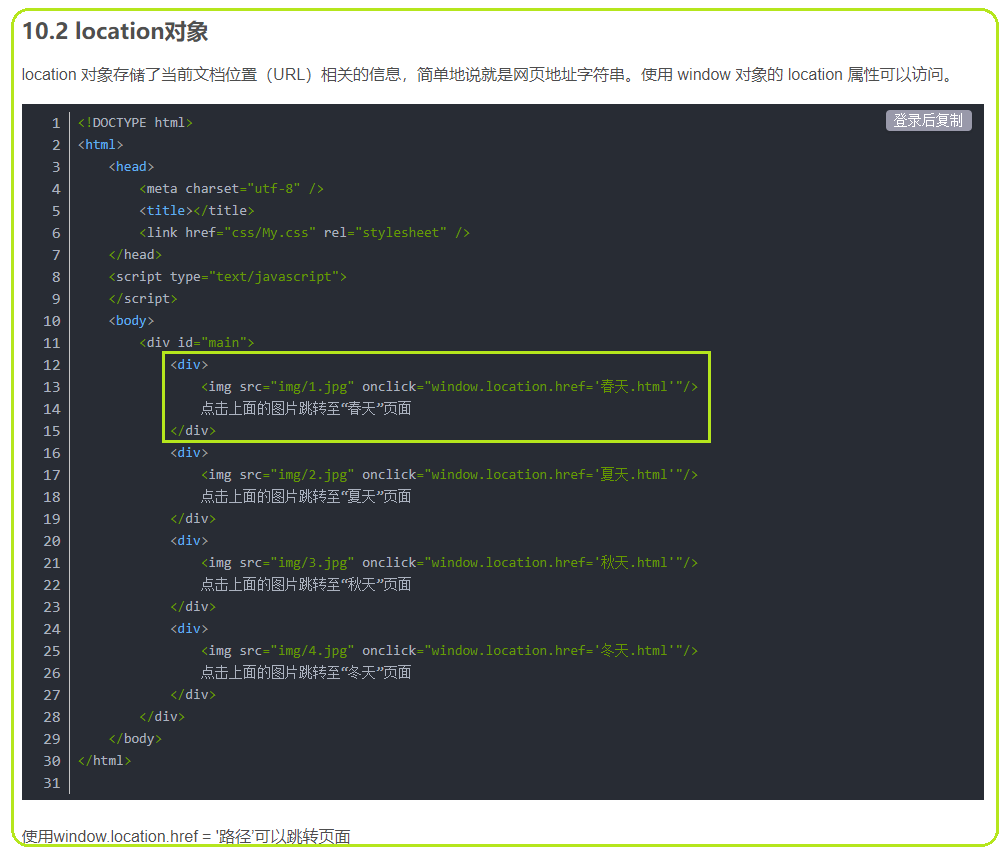 10.2 location对象
location 对象存储了当前文档位置（URL）相关的信息，简单地说就是网页地址字符串。使用 window 对象的 location 属性可以访问。
登录后复制
1 <!DOCTYPE html>
2 <html>
3     <head>
4         <meta charset="utf-8" />
5         <title></title>
6         <link href="css/My.css" rel="stylesheet" />
7     </head>
8     <script type="text/javascript">
9     </script>
10     <body>
11         <div id="main">
12             <div>
13                 <img src="img/1.jpg" onclick="window.location.href='春天.html'"/>
14                 点击上面的图片跳转至“春天”页面
15             </div>
16             <div>
17                 <img src="img/2.jpg" onclick="window.location.href='夏天.html'"/>
18                 点击上面的图片跳转至“夏天”页面
19             </div>
20             <div>
21                 <img src="img/3.jpg" onclick="window.location.href='秋天.html'"/>
22                 点击上面的图片跳转至“秋天”页面
23             </div>
24             <div>
25                 <img src="img/4.jpg" onclick="window.location.href='冬天.html'"/>
26                 点击上面的图片跳转至“冬天”页面
27             </div>
28         </div>
29     </body>
30 </html>
31
使用window.location.href = '路径'可以跳转页面